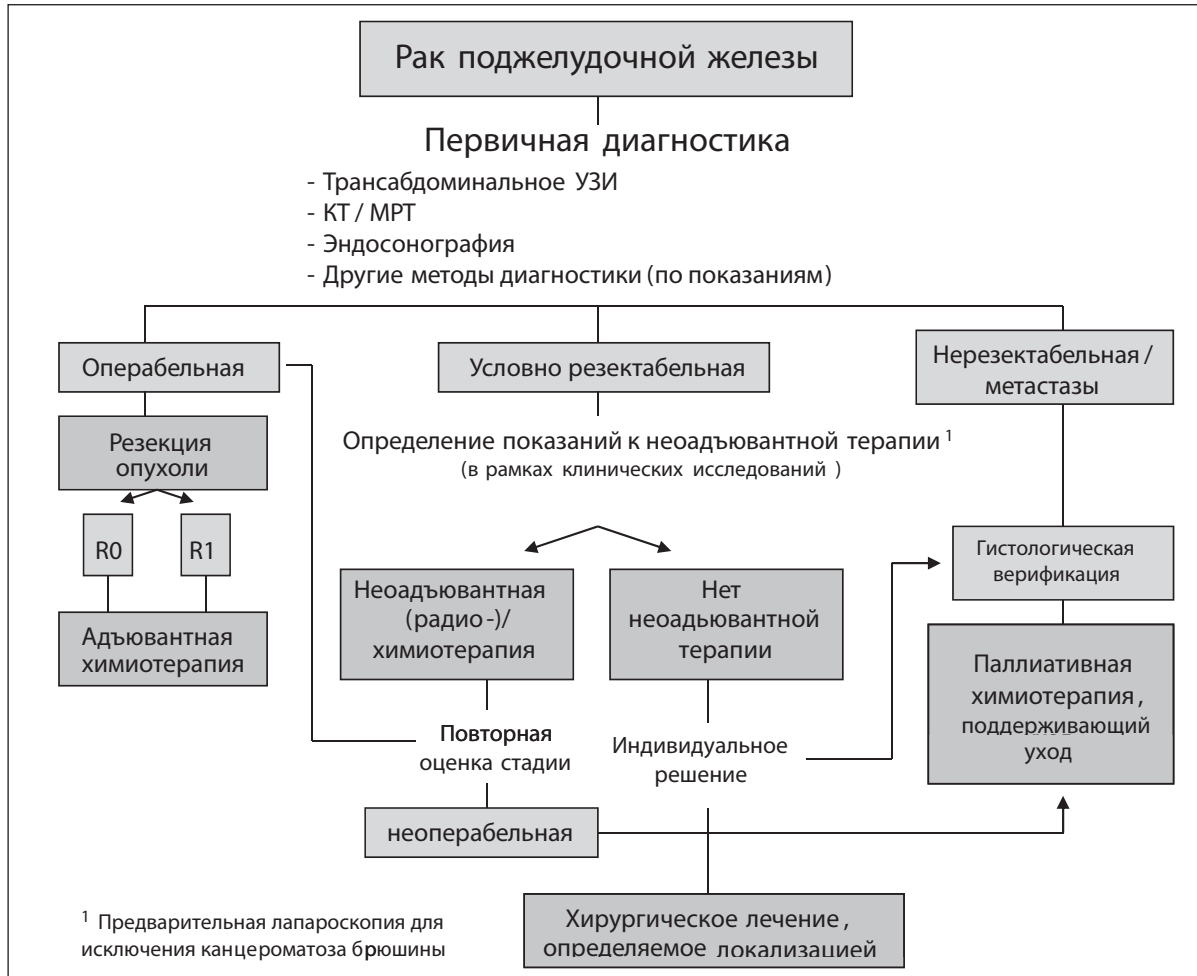 Рак поджелудочной железы
Первичная диагностика
- Трансабдоминальное УЗИ
- КТ / МРТ
- Эндосонография
- Другие методы диагностики (по показаниям)
Операбельная
Условно резектабельная
Нерезектабельная /
метастазы
Резекция
опухоли
Определение показаний к неоадъювантной терапии ¹
(в рамках клинических исследований )
R0
R1
Гистологическая
верификация
Неоадъювантная
(радио -)/
химиотерапия
Нет
неоадьювантной
терапии
Адъювантная
химиотерапия
Паллиативная
химиотерапия ,
поддерживающий
уход
Повторная
оценка стадии
Индивидуальное
решение
неоперабельная
Хирургическое лечение ,
определяемое локализацией
¹ Предварительная лапароскопия для
исключения канцероматоза брюшины